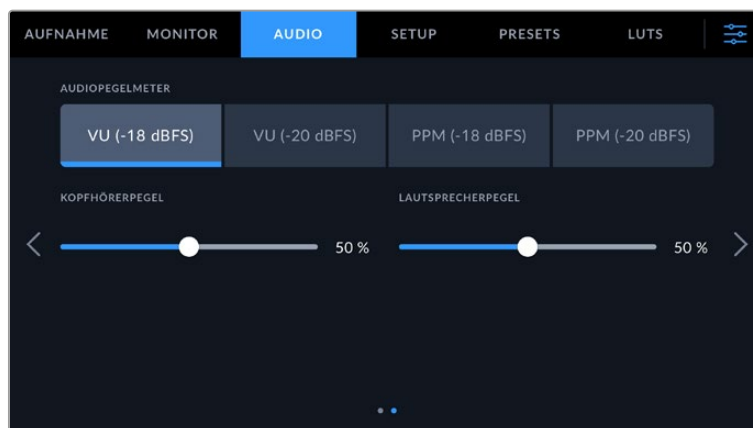 AUFNAHME MONITOR AUDIO SETUP PRESETS LUTS
AUDIOPEGELMETER
VU (-18 dBFS) VU (-20 dBFS) PPM (-18 dBFS) PPM (-20 dBFS)
KOPFHÖRERPEGEL LAUTSPRECHERPEGEL
50 % 50 %